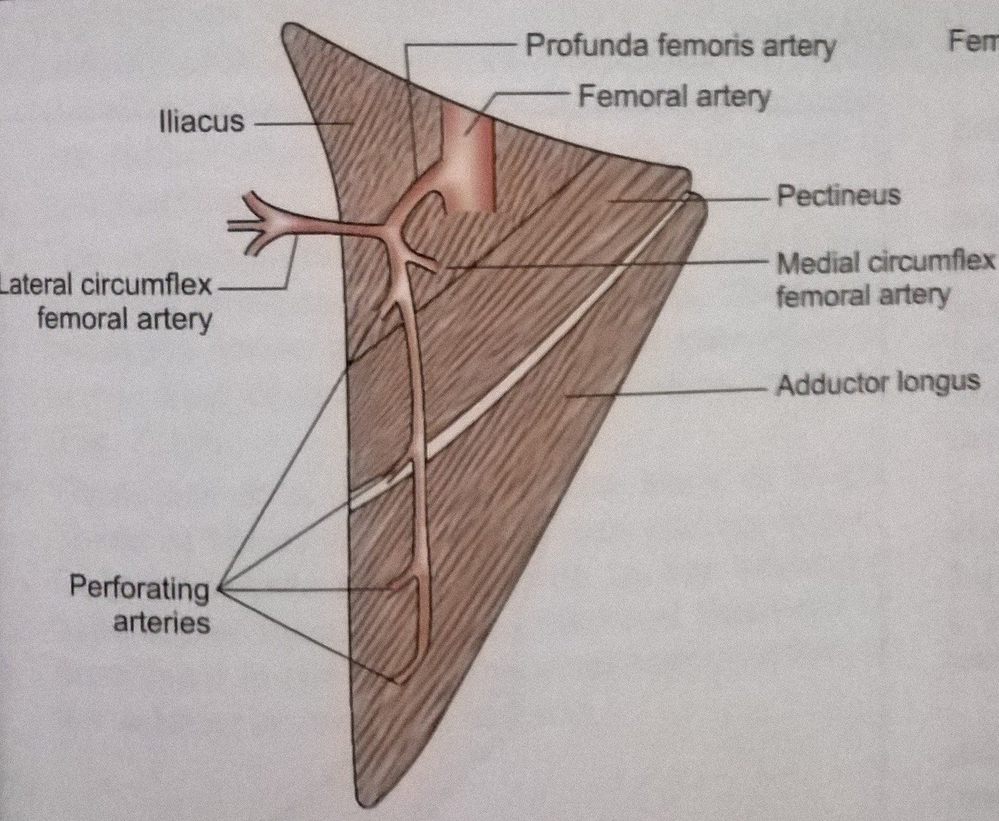 Profunda femoris artery
Fem
Femoral artery
Iliacus
Pectineus
Medial circumflex
femoral artery
Lateral circumflex
femoral artery
Adductor longus
Perforating
arteries